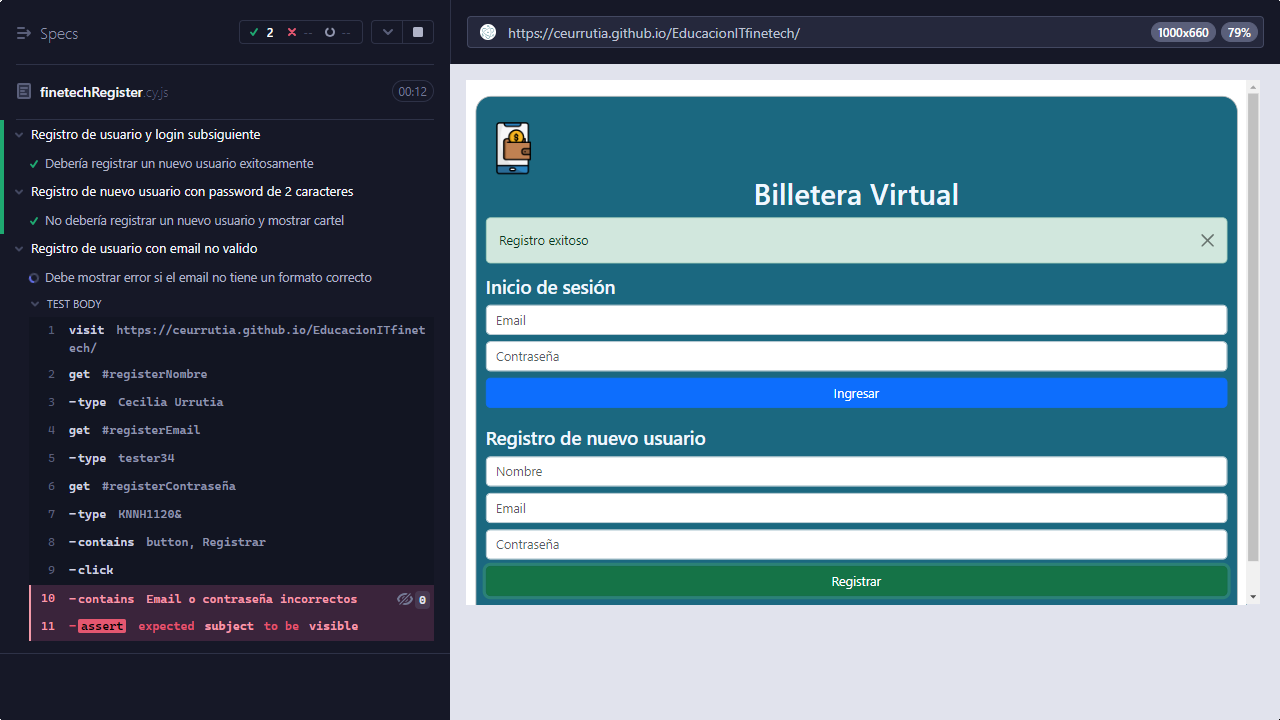 Specs
2
--
--
finetechRegister.cy.js
00:12
Registro de usuario y login subsiguiente
Debería registrar un nuevo usuario exitosamente
Registro de nuevo usuario con password de 2 caracteres
No debería registrar un nuevo usuario y mostrar cartel
Registro de usuario con email no valido
Debe mostrar error si el email no tiene un formato correcto
TEST BODY
1 visit https://ceurrutia.github.io/EducacionITfinet
ech/
2 get #registerNombre
3 -type Cecilia Urrutia
4 get #registerEmail
5 -type tester34
6 get #registerContraseña
7 -type KNNH1120&
8 -contains button, Registrar
9 -click
10 -contains Email o contraseña incorrectos 0
11 -assert expected subject to be visible
https://ceurrutia.github.io/EducacionITfinetech/
1000x660
79%
Billetera Virtual
Registro exitoso
Inicio de sesión
Email
Contraseña
Ingresar
Registro de nuevo usuario
Nombre
Email
Contraseña
Registrar